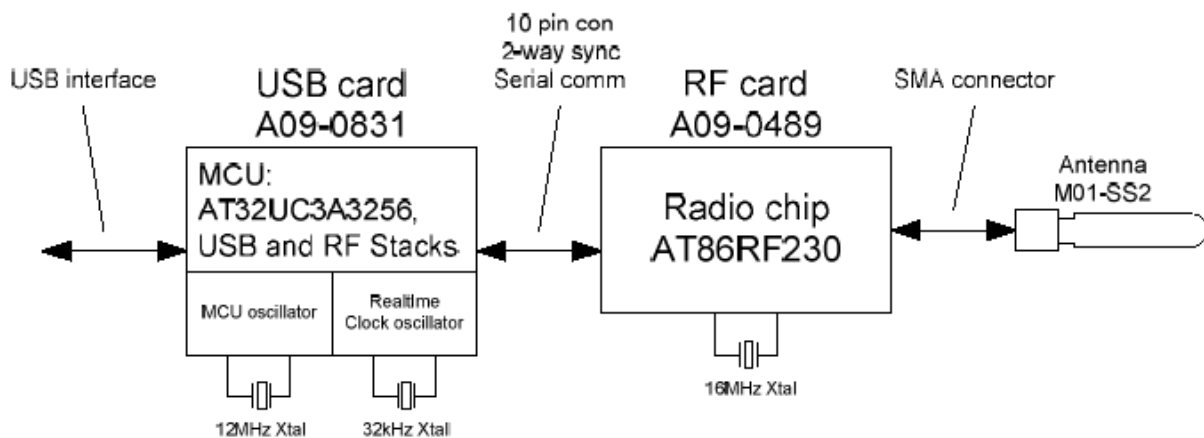 10 pin con
2-way sync
USB interface
USB card
Serial comm
RF card
SMA connector
A09-0831
A09-0489
Antenna
M01-SS2
MCU:
AT32UC3A3256,
USB and RF Stacks
Radio chip
AT86RF230
MCU oscillator
Realtime
Clock oscillator
12MHz Xtal
32kHz Xtal
16MHz Xtal